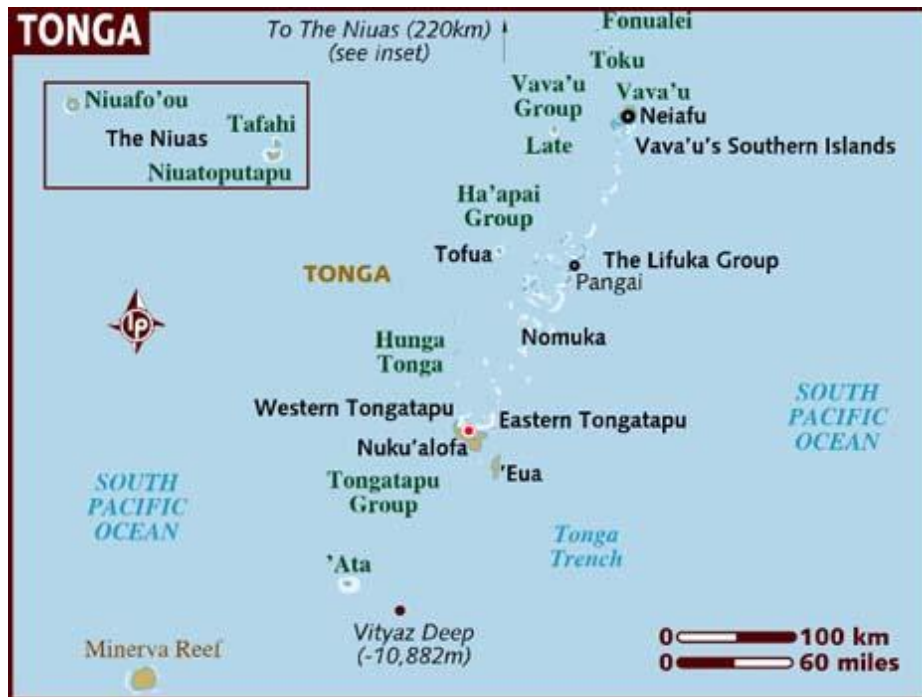 TONGA
To The Niuas (220km)
(see inset)
Fonualei
Toku
Vava'u
Group
Vava'u
Neiafu
Late
Vava'u's Southern Islands
Niuafo'ou
The Niuas
Tafahi
Niuatoputapu
Ha'apai
Group
Tofua
The Lifuka Group
Pangai
TONGA
lp
Nomuka
Hunga
Tonga
Western Tongatapu
Eastern Tongatapu
Nuku'alofa
'Eua
SOUTH
PACIFIC
OCEAN
SOUTH
PACIFIC
OCEAN
Tongatapu
Group
Tonga
Trench
'Ata
Vityaz Deep
(-10,882m)
Minerva Reef
0 100 km
0 60 miles